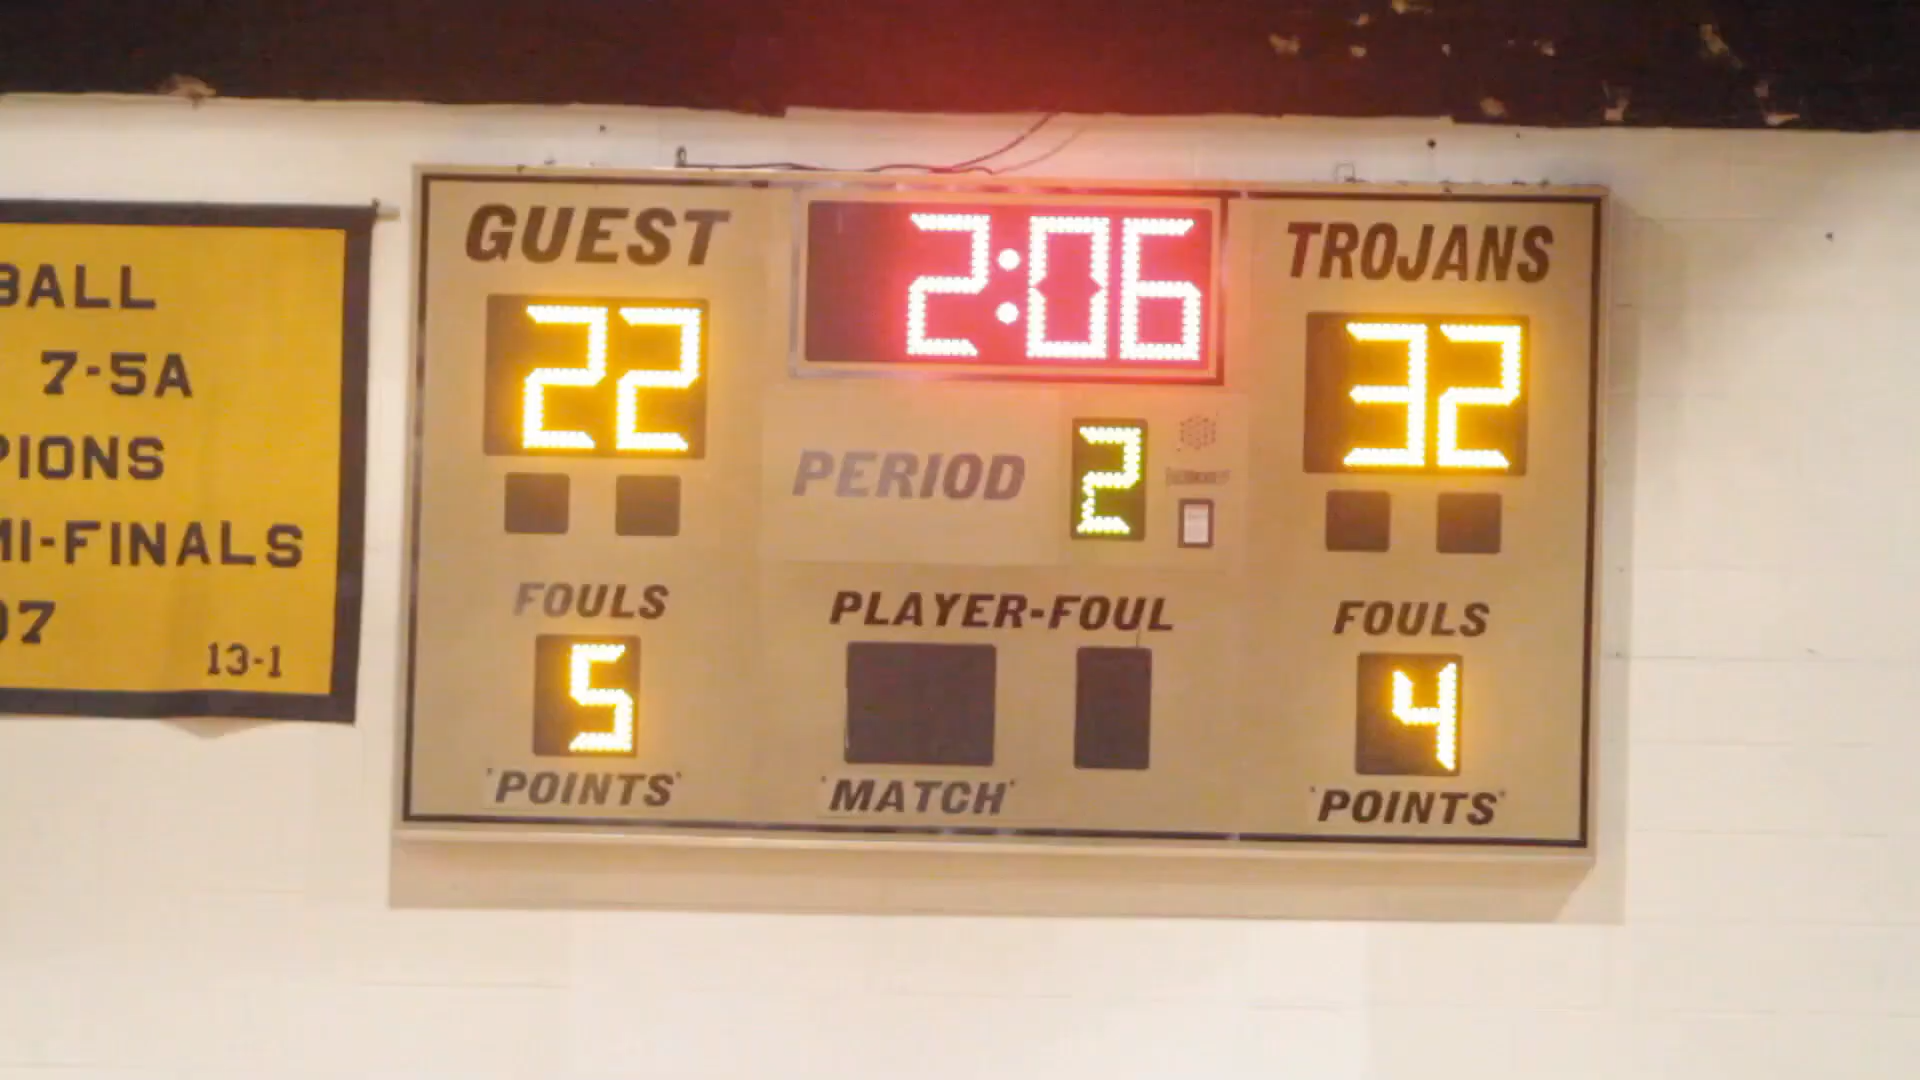 BALL
7-5A
PIONS
MI-FINALS
07
13-1
GUEST
2:06
TROJANS
22
32
PERIOD
2
FOULS
PLAYER-FOUL
FOULS
5
4
'POINTS'
'MATCH'
'POINTS'